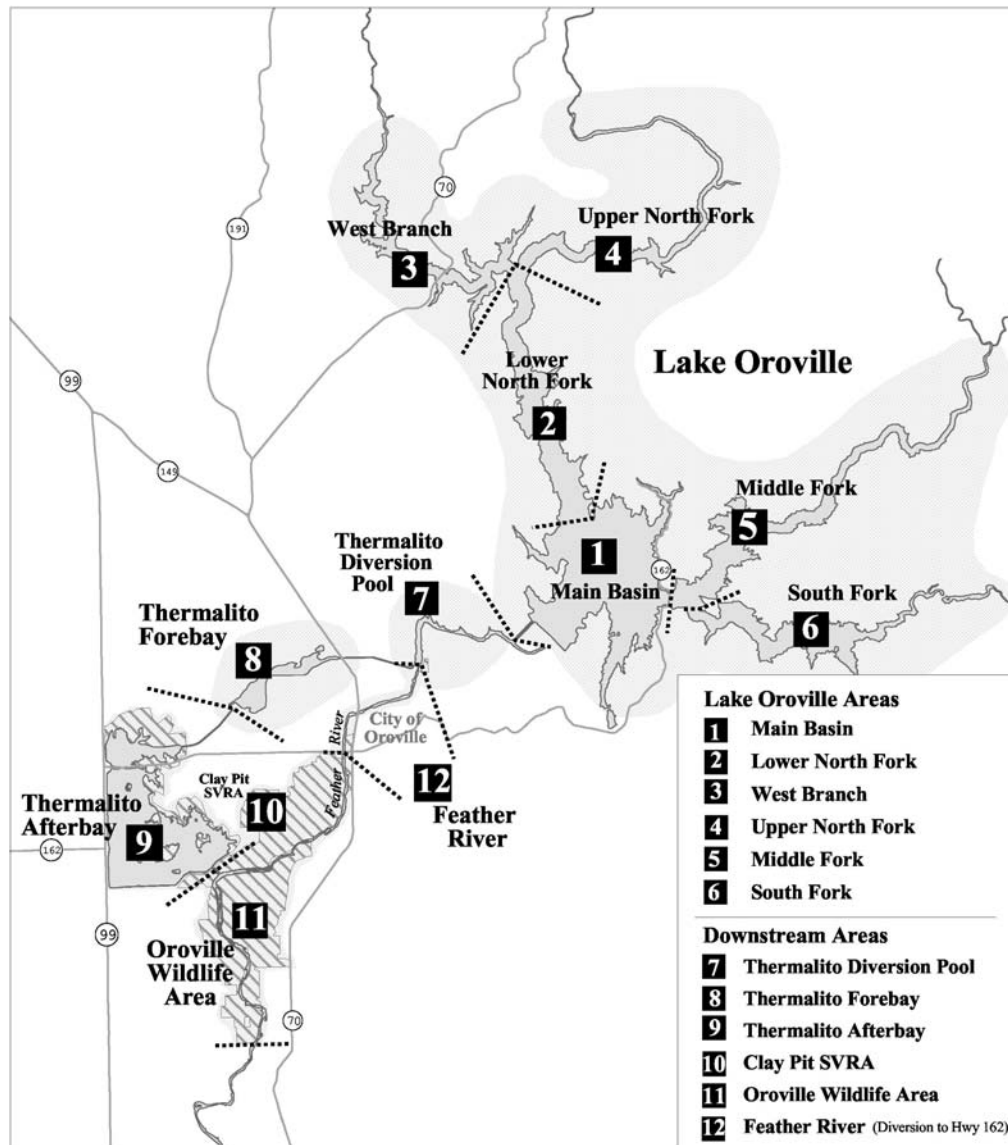 70
Upper North Fork
4
191
West Branch
3
Lower
North Fork
2
Lake Oroville
99
149
Middle Fork
5
Thermalito
Diversion
Pool
7
1
Main Basin
162
South Fork
6
Thermalito
Forebay
8
City of
Oroville
River
Feather
12
Feather
River
Clay Pit
SVRA
10
Thermalito
Afterbay
9
162
99
11
Oroville
Wildlife
Area
70
Lake Oroville Areas
1 Main Basin
2 Lower North Fork
3 West Branch
4 Upper North Fork
5 Middle Fork
6 South Fork
Downstream Areas
7 Thermalito Diversion Pool
8 Thermalito Forebay
9 Thermalito Afterbay
10 Clay Pit SVRA
11 Oroville Wildlife Area
12 Feather River (Diversion to Hwy 162)